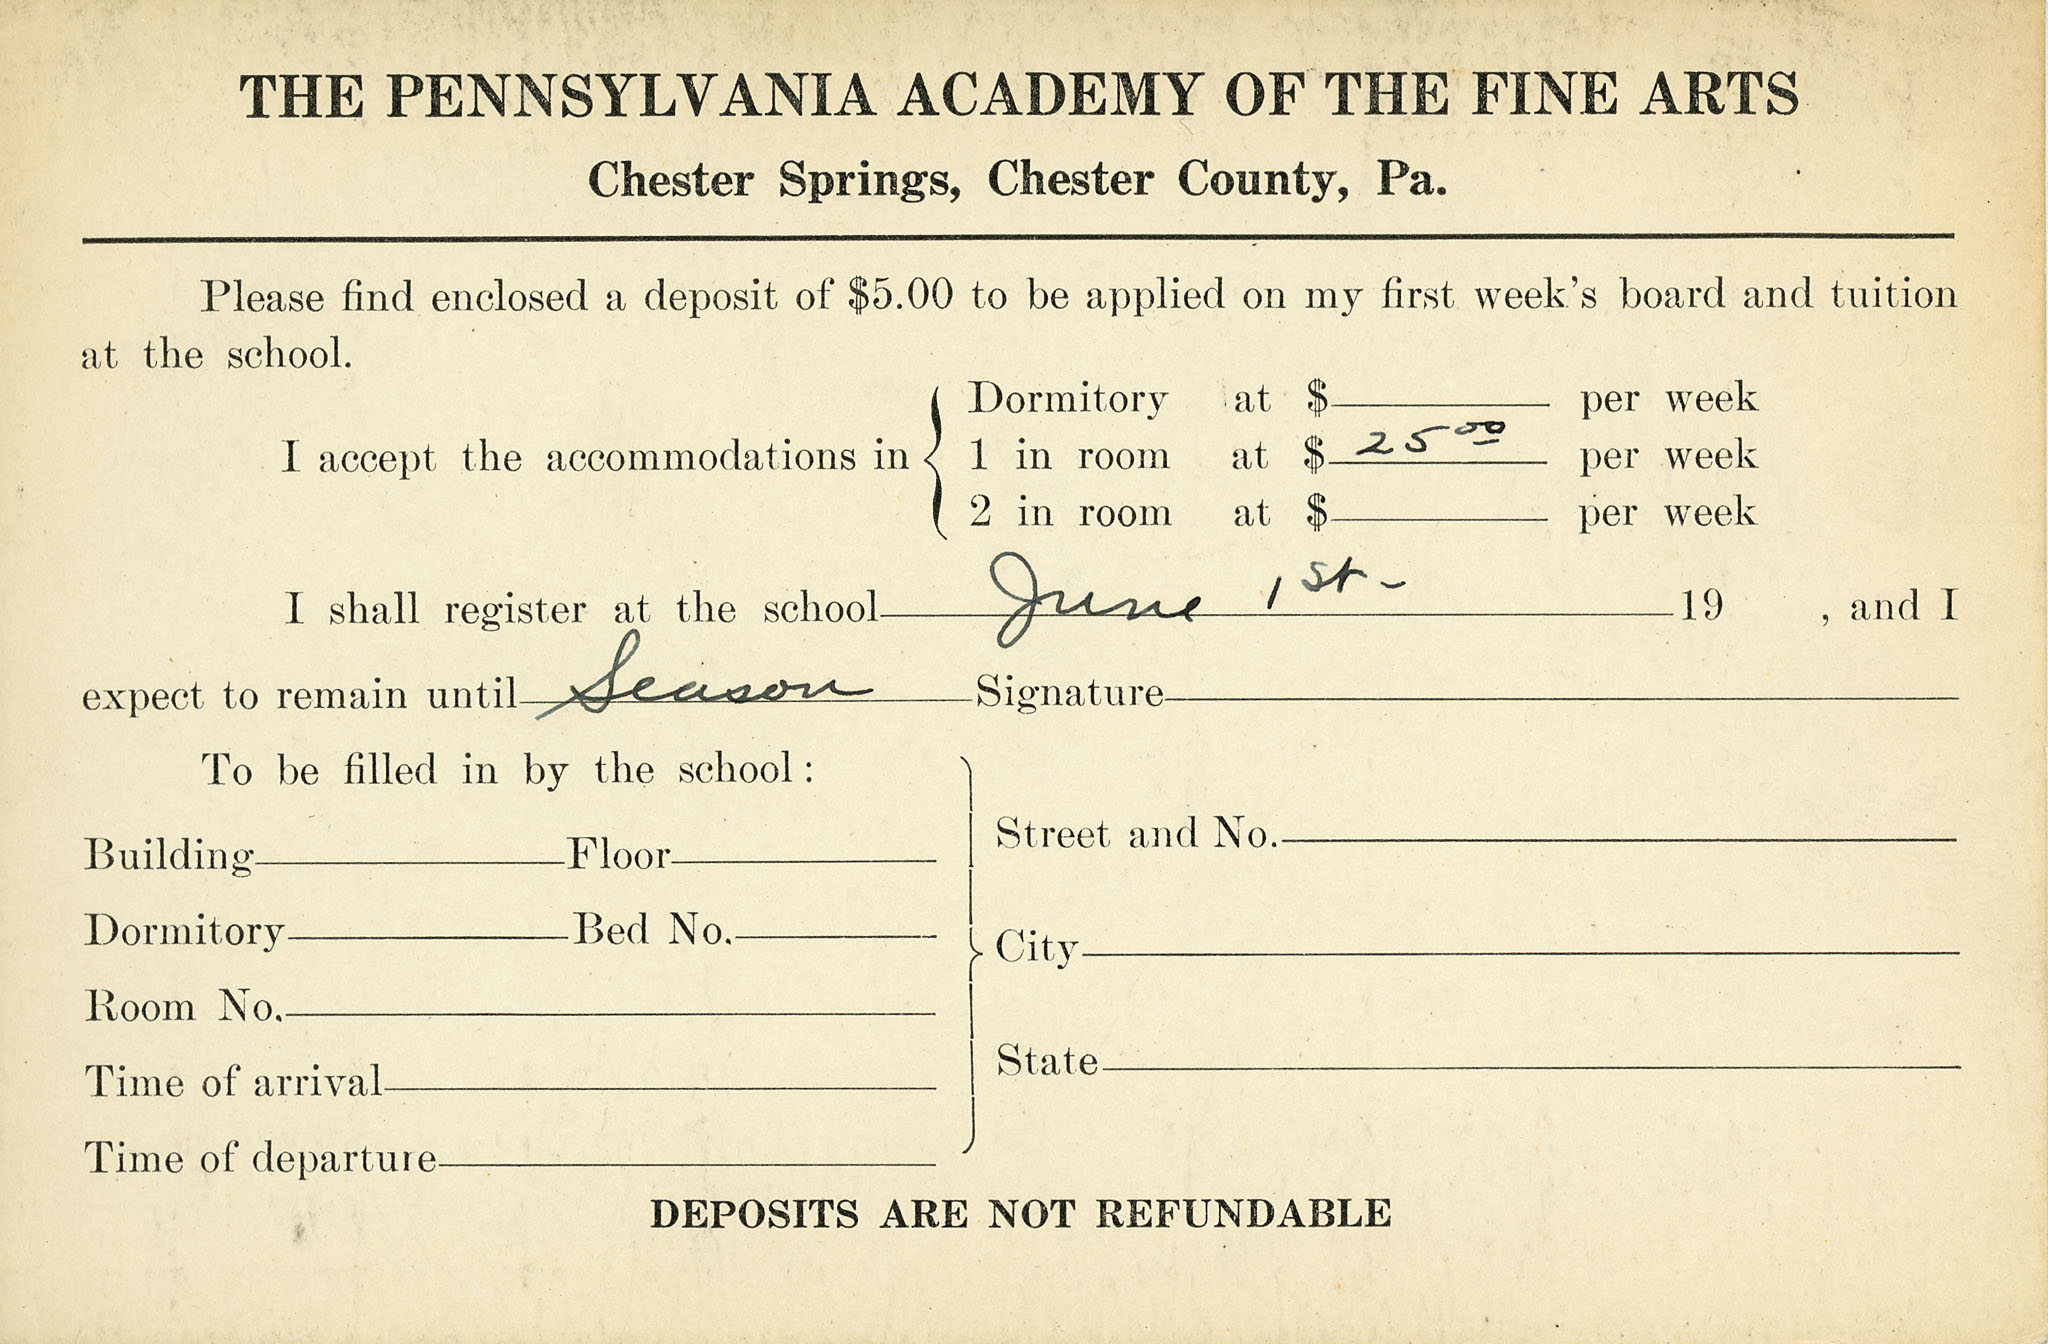 THE PENNSYLVANIA ACADEMY OF THE FINE ARTS
Chester Springs, Chester County, Pa.
Please find enclosed a deposit of $5.00 to be applied on my first week's board and tuition
at the school.
Dormitory at $ per week
I accept the accommodations in 1 in room at $ 25 00 per week
2 in room at $ per week
I shall register at the school June 1st - 19 , and I
expect to remain until Season Signature
To be filled in by the school:
Building Floor
Dormitory Bed No.
Room No.
Time of arrival
Time of departure
Street and No.
City
State
DEPOSITS ARE NOT REFUNDABLE